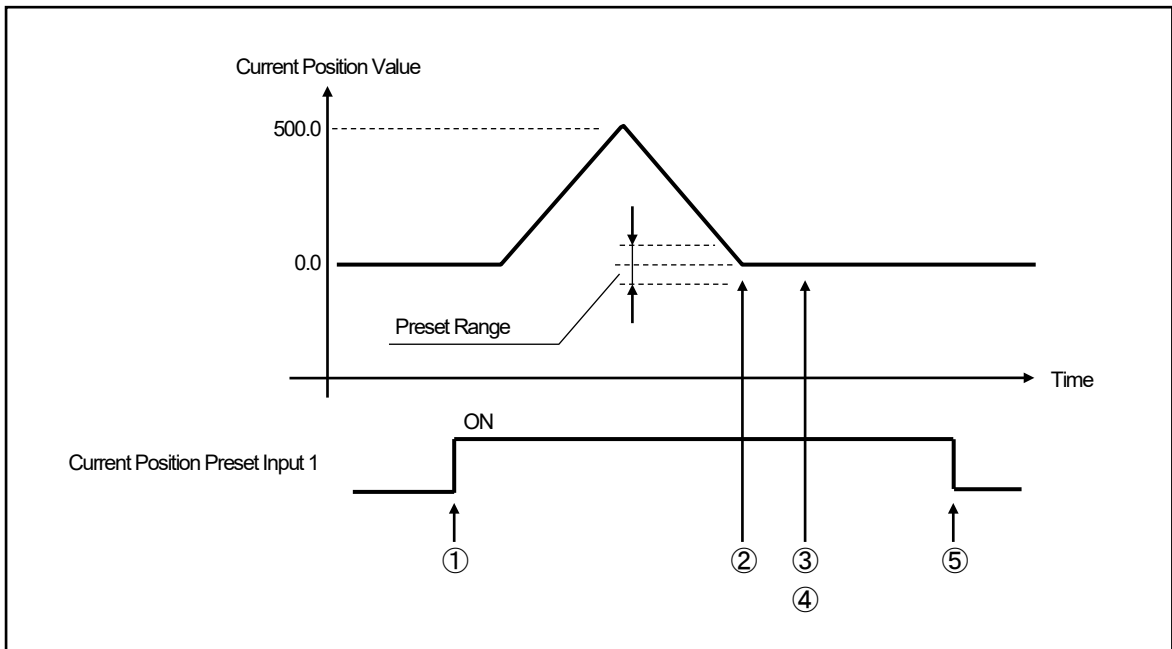 Current Position Value
500.0
0.0
Preset Range
Time
ON
Current Position Preset Input 1
① ② ③ ⑤
④